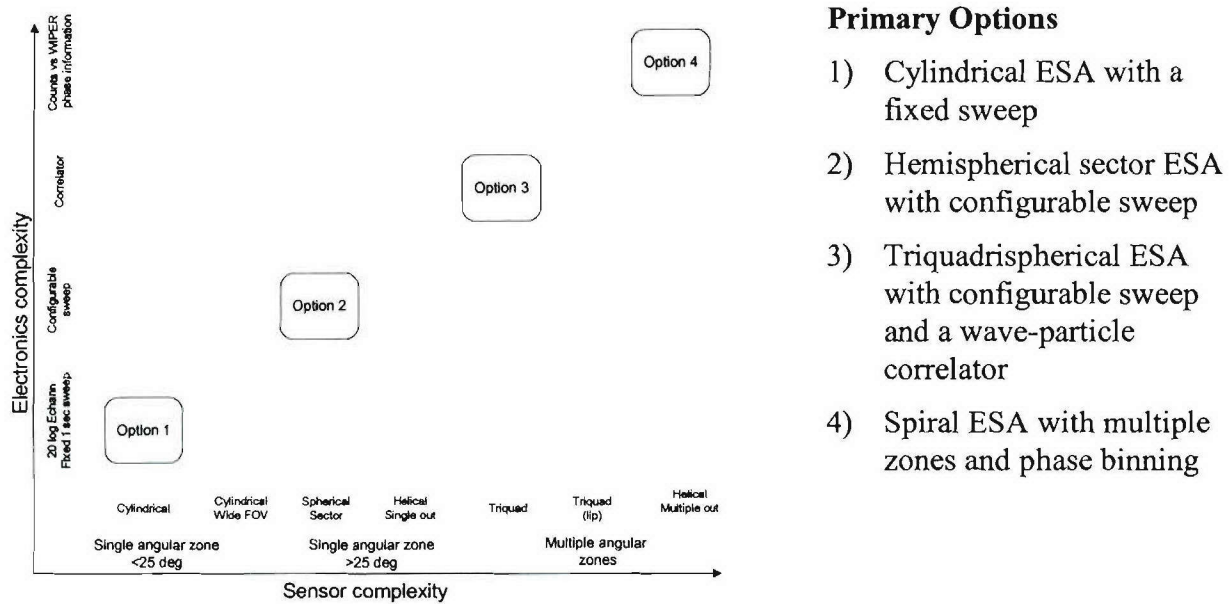 Electronics complexity
Counts vs WIPER
phase information
Correlator
Configurable
sweep
20 log Echann
Fixed 1 sec sweep
Option 4
Option 3
Option 2
Option 1
Cylindrical
Cylindrical
Wide FOV
Spherical
Sector
Helical
Single out
Triquad
Triquad
(lip)
Helical
Multiple out
Single angular zone
<25 deg
Single angular zone
>25 deg
Multiple angular
zones
Sensor complexity
Primary Options
1) Cylindrical ESA with a
fixed sweep
2) Hemispherical sector ESA
with configurable sweep
3) Triquadrispherical ESA
with configurable sweep
and a wave-particle
correlator
4) Spiral ESA with multiple
zones and phase binning